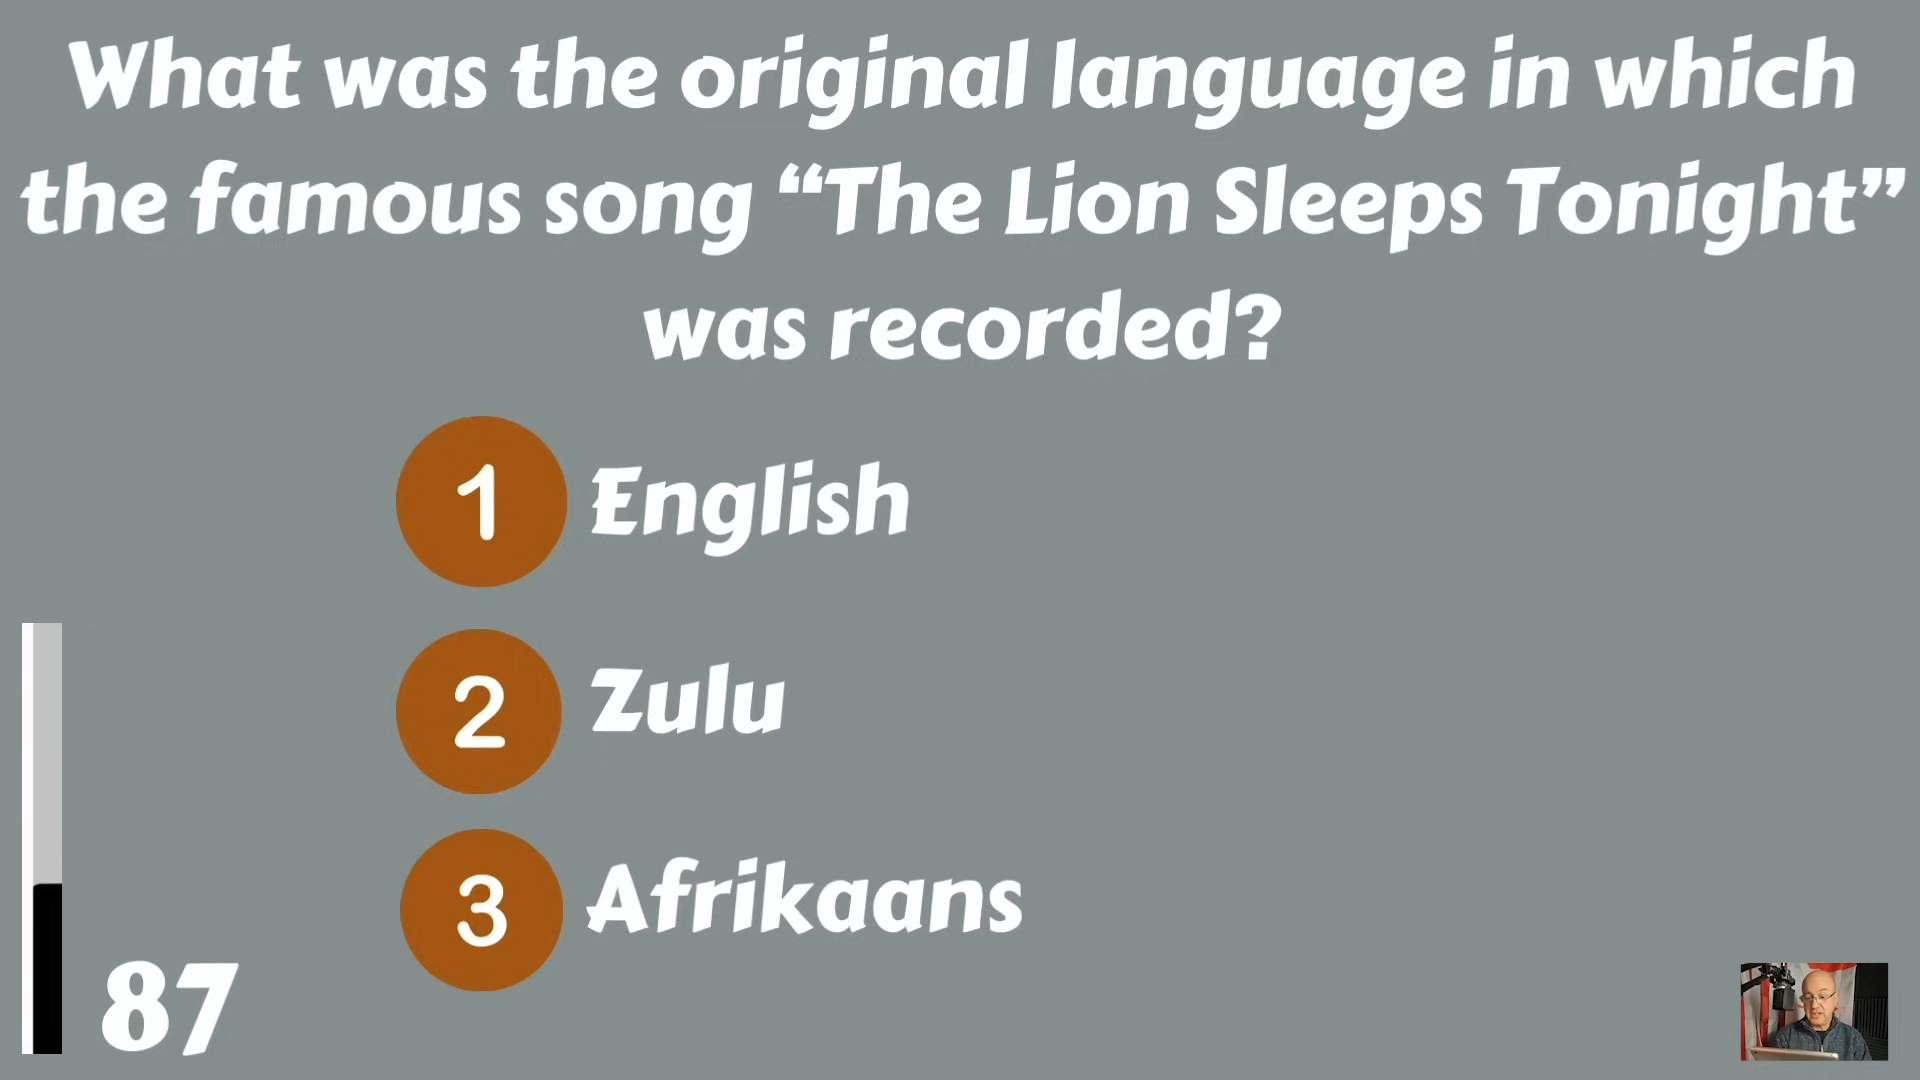 What was the original language in which
the famous song “The Lion Sleeps Tonight”
was recorded?
1 English
2 Zulu
3 Afrikaans
87